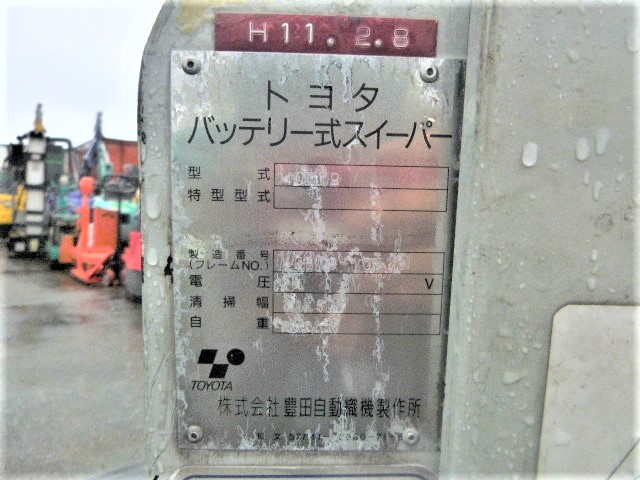 H11.2.8
トヨタ
バッテリー式スイーパー
型 式
特型型式
製造番号
(フレームNO.)
電 圧 V
清掃幅
自 重
TOYOTA
株式会社 豊田自動織機製作所